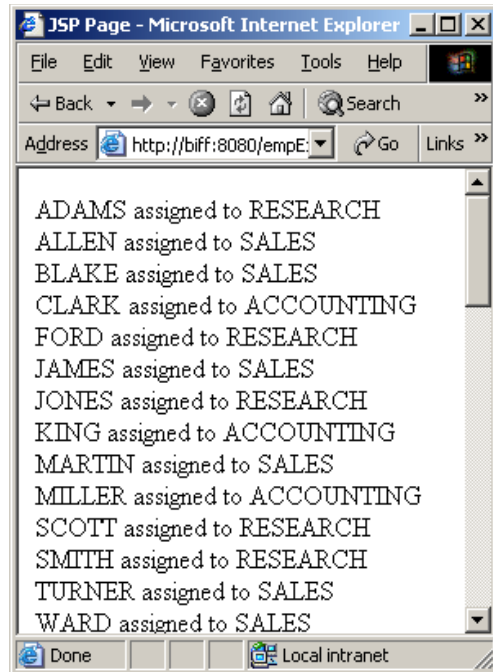 JSP Page - Microsoft Internet Explorer
File Edit View Favorites Tools Help
Back Search »
Address http://biff:8080/empE: Go Links »
ADAMS assigned to RESEARCH
ALLEN assigned to SALES
BLAKE assigned to SALES
CLARK assigned to ACCOUNTING
FORD assigned to RESEARCH
JAMES assigned to SALES
JONES assigned to RESEARCH
KING assigned to ACCOUNTING
MARTIN assigned to SALES
MILLER assigned to ACCOUNTING
SCOTT assigned to RESEARCH
SMITH assigned to RESEARCH
TURNER assigned to SALES
WARD assigned to SALES
Done Local intranet